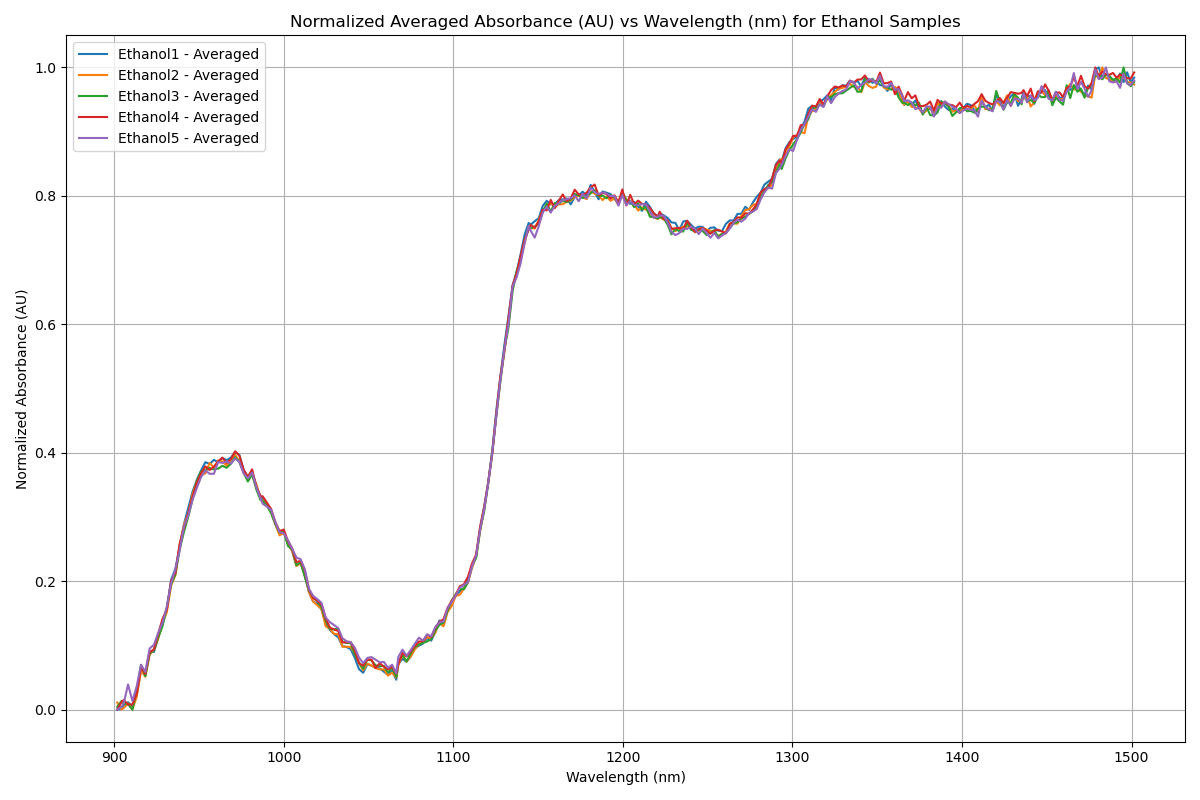 Normalized Averaged Absorbance (AU) vs Wavelength (nm) for Ethanol Samples
Ethanol1 - Averaged
Ethanol2 - Averaged
Ethanol3 - Averaged
Ethanol4 - Averaged
Ethanol5 - Averaged
Normalized Absorbance (AU)
1.0
0.8
0.6
0.4
0.2
0.0
900 1000 1100 1200 1300 1400 1500
Wavelength (nm)